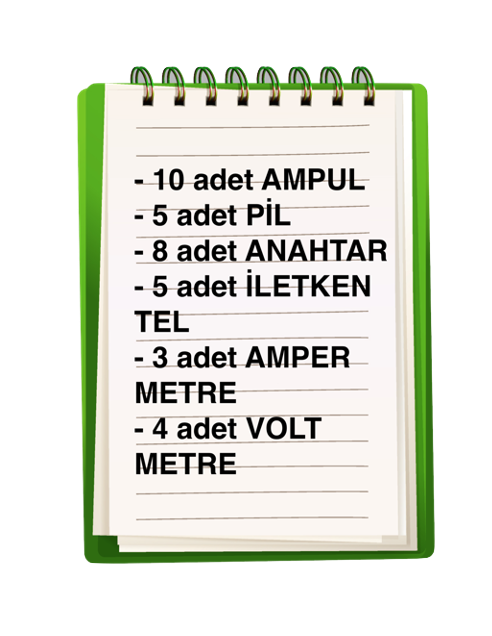 - 10 adet AMPUL
- 5 adet PİL
- 8 adet ANAHTAR
- 5 adet İLETKEN
TEL
- 3 adet AMPER
METRE
- 4 adet VOLT
METRE